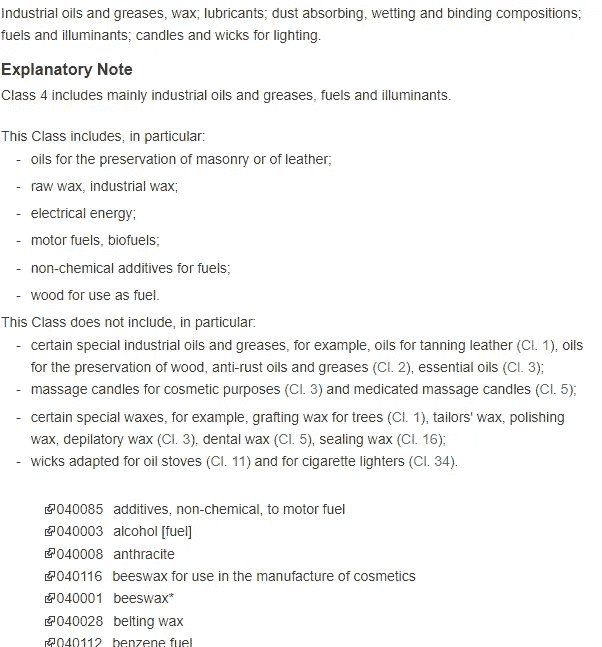 Industrial oils and greases, wax; lubricants; dust absorbing, wetting and binding compositions;
fuels and illuminants; candles and wicks for lighting.
Explanatory Note
Class 4 includes mainly industrial oils and greases, fuels and illuminants.
This Class includes, in particular:
- oils for the preservation of masonry or of leather;
- raw wax, industrial wax;
- electrical energy;
- motor fuels, biofuels;
- non-chemical additives for fuels;
- wood for use as fuel.
This Class does not include, in particular:
- certain special industrial oils and greases, for example, oils for tanning leather (Cl. 1), oils
for the preservation of wood, anti-rust oils and greases (Cl. 2), essential oils (Cl. 3);
- massage candles for cosmetic purposes (Cl. 3) and medicated massage candles (Cl. 5);
- certain special waxes, for example, grafting wax for trees (Cl. 1), tailors' wax, polishing
wax, depilatory wax (Cl. 3), dental wax (Cl. 5), sealing wax (Cl. 16);
- wicks adapted for oil stoves (Cl. 11) and for cigarette lighters (Cl. 34).
040085 additives, non-chemical, to motor fuel
040003 alcohol [fuel]
040008 anthracite
040116 beeswax for use in the manufacture of cosmetics
040001 beeswax*
040028 belting wax
040112 benzene fuel